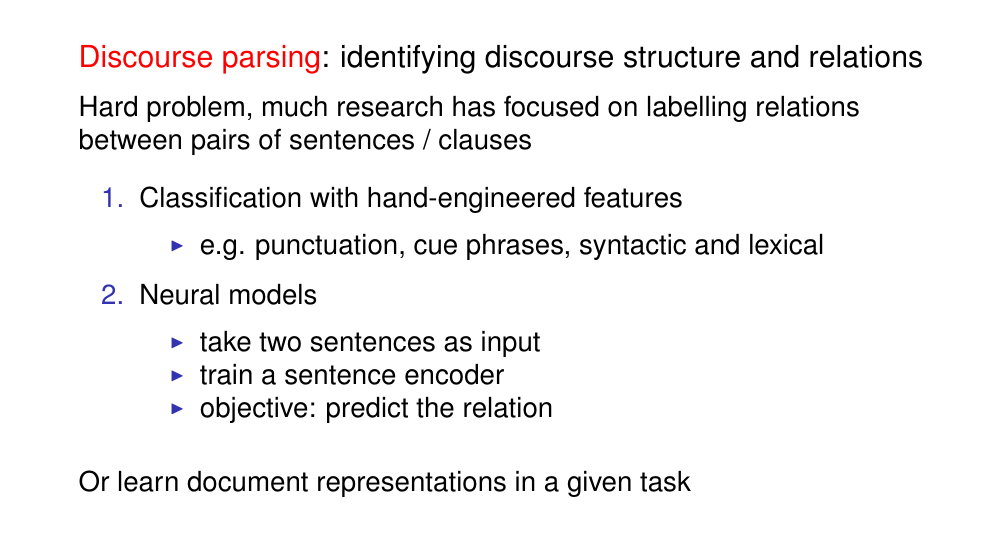 Discourse parsing: identifying discourse structure and relations
Hard problem, much research has focused on labelling relations
between pairs of sentences / clauses
1. Classification with hand-engineered features
▶ e.g. punctuation, cue phrases, syntactic and lexical
2. Neural models
▶ take two sentences as input
▶ train a sentence encoder
▶ objective: predict the relation
Or learn document representations in a given task